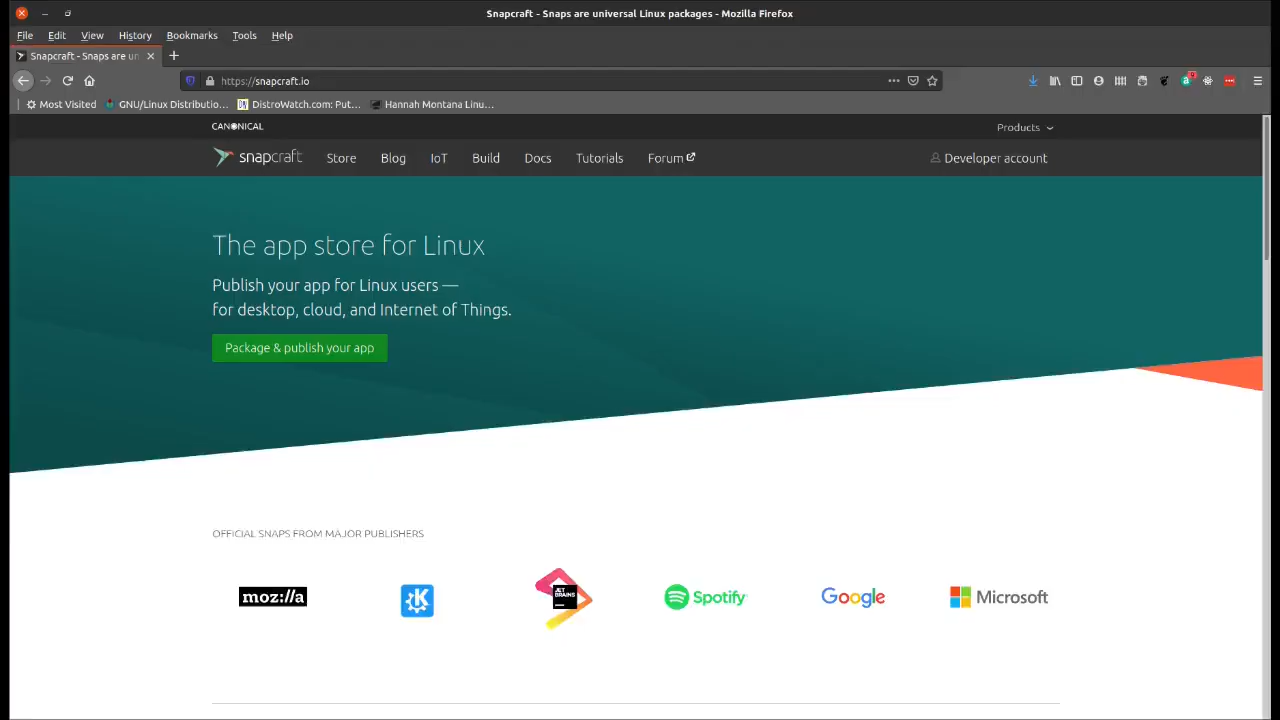 Snapcraft - Snaps are universal Linux packages - Mozilla Firefox
File Edit View History Bookmarks Tools Help
Snapcraft - Snaps are un
https://snapcraft.io
Most Visited GNU/Linux Distributio... DistroWatch.com: Put... Hannah Montana Linu...
CANONICAL Products
snapcraft Store Blog IoT Build Docs Tutorials Forum Developer account
The app store for Linux
Publish your app for Linux users —
for desktop, cloud, and Internet of Things.
Package & publish your app
OFFICIAL SNAPS FROM MAJOR PUBLISHERS
moz://a K JET BRAINS Spotify Google Microsoft